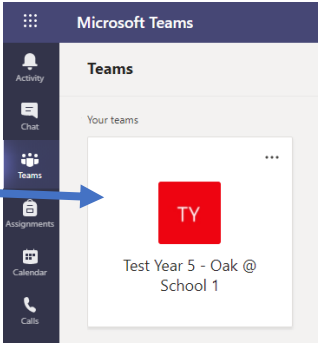 Microsoft Teams
Activity
Chat
Teams
Assignments
Calendar
Calls
Teams
Your teams
TY
Test Year 5 - Oak @
School 1